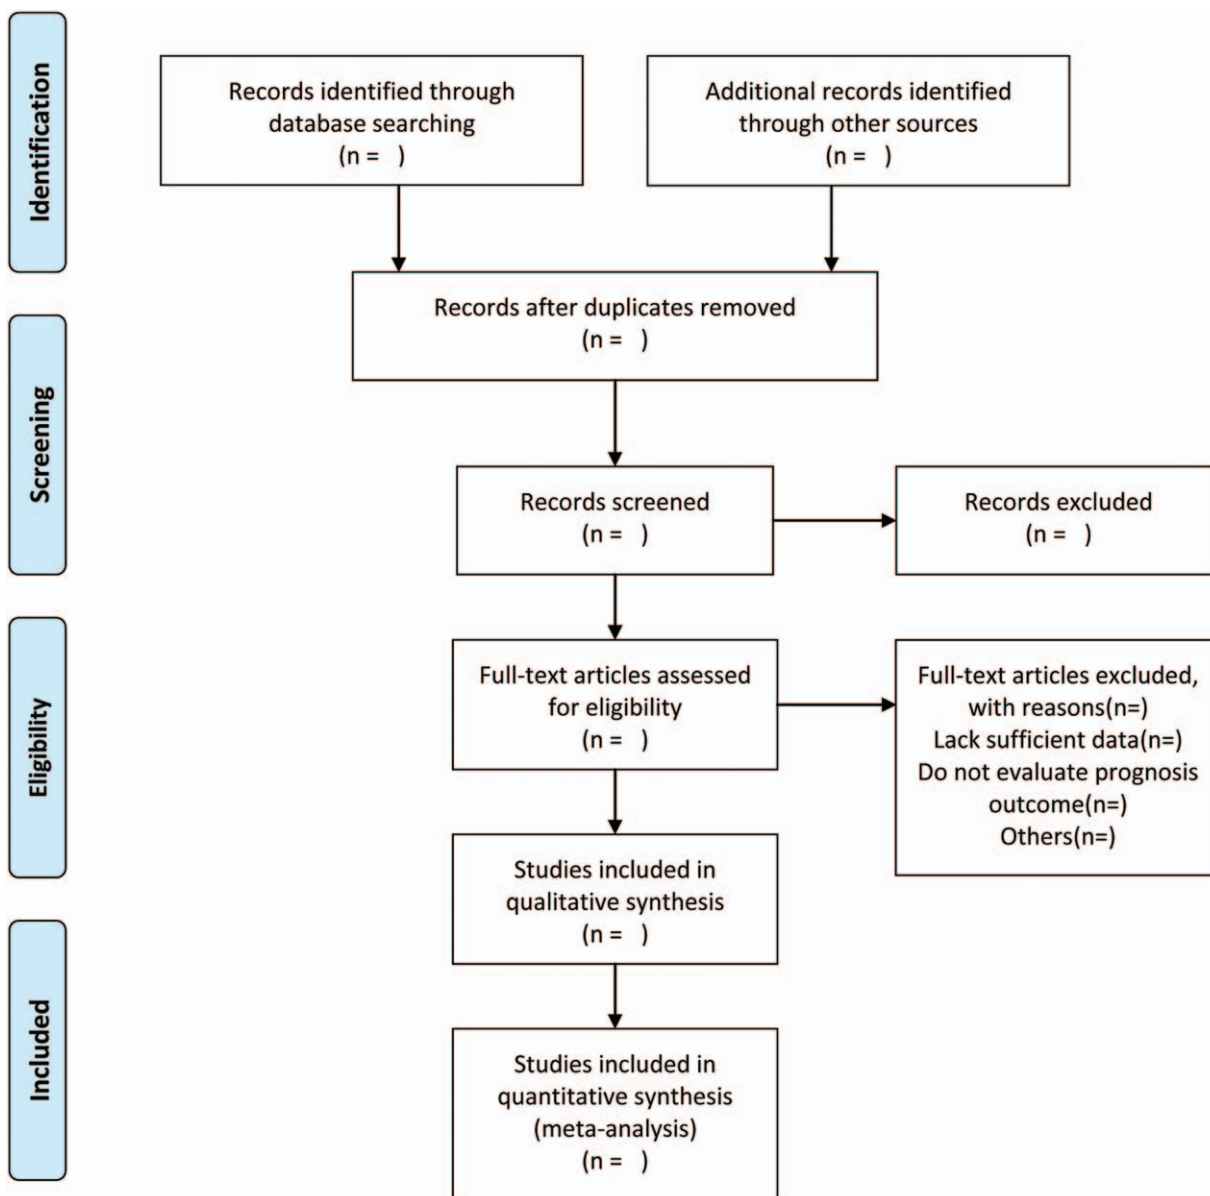 Identification
Records identified through
database searching
(n =   )
Additional records identified
through other sources
(n =   )
Records after duplicates removed
(n =   )
Screening
Records screened
(n =   )
Records excluded
(n =   )
Eligibility
Full-text articles assessed
for eligibility
(n =   )
Full-text articles excluded,
with reasons(n=)
Lack sufficient data(n=)
Do not evaluate prognosis
outcome(n=)
Others(n=)
Studies included in
qualitative synthesis
(n =   )
Included
Studies included in
quantitative synthesis
(meta-analysis)
(n =   )